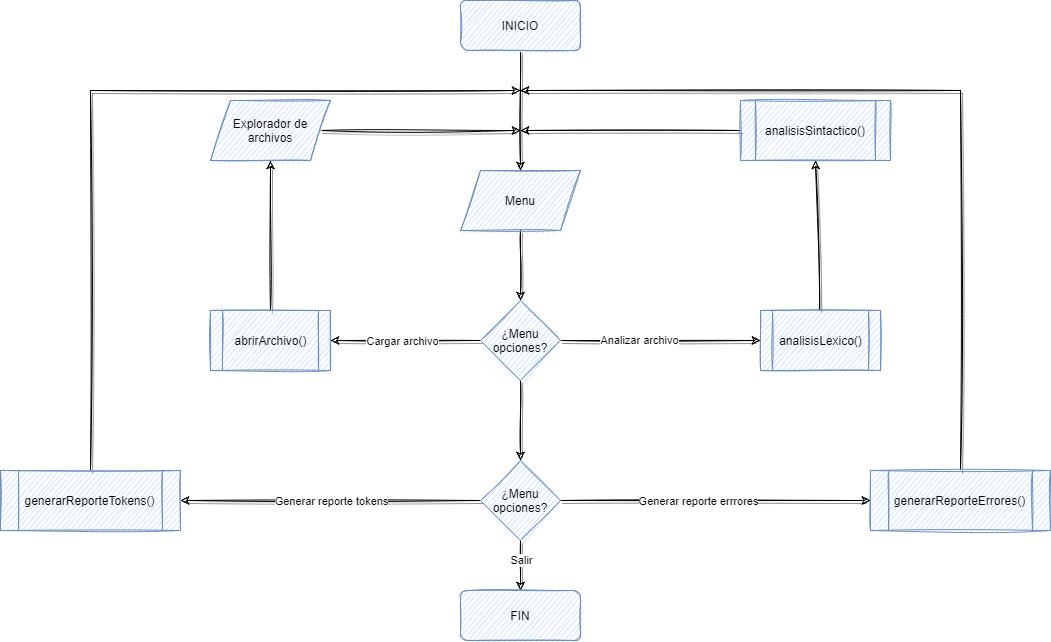 INICIO
Explorador de
archivos
analisisSintactico()
Menu
abrirArchivo()
Cargar archivo
¿Menu
opciones?
Analizar archivo
analisisLexico()
generarReporteTokens()
Generar reporte tokens
¿Menu
opciones?
Generar reporte errrores
generarReporteErrores()
Salir
FIN